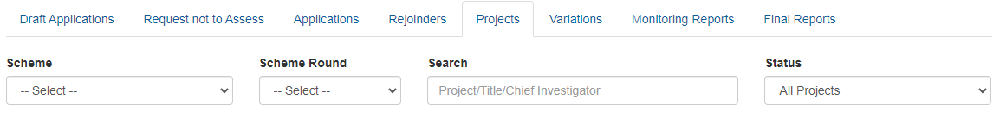 Draft Applications Request not to Assess Applications Rejoinders Projects Variations Monitoring Reports Final Reports
Scheme Scheme Round Search Status
-- Select -- -- Select -- Project/Title/Chief Investigator All Projects